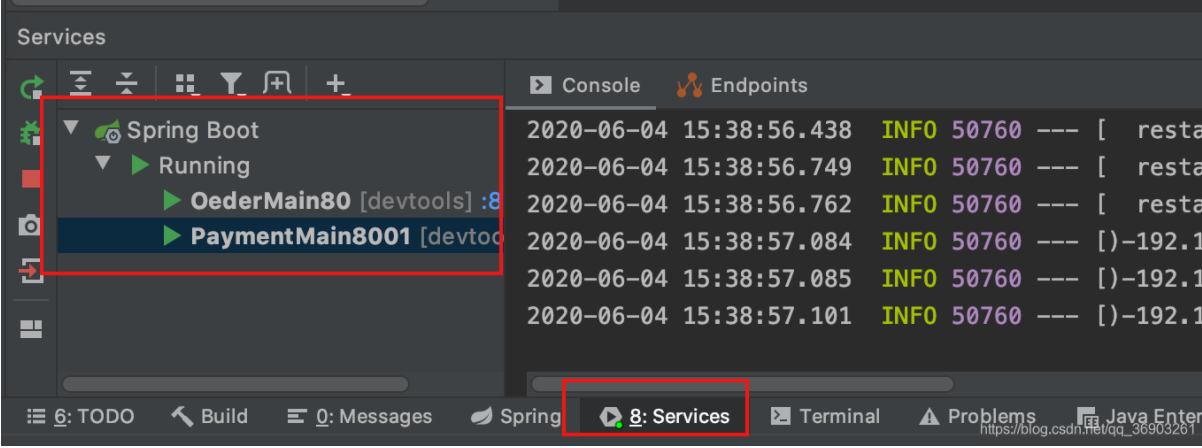 Services
Console
Endpoints
Spring Boot
Running
OederMain80 [devtools] :8
PaymentMain8001 [devtoo
2020-06-04 15:38:56.438 INFO 50760 --- [ resta
2020-06-04 15:38:56.749 INFO 50760 --- [ resta
2020-06-04 15:38:56.762 INFO 50760 --- [ resta
2020-06-04 15:38:57.084 INFO 50760 --- [)-192.1
2020-06-04 15:38:57.085 INFO 50760 --- [)-192.1
2020-06-04 15:38:57.101 INFO 50760 --- [)-192.1
6: TODO Build 0: Messages Spring 8: Services Terminal Problems Java Enter
https://blog.csdn.net/qq_36903261